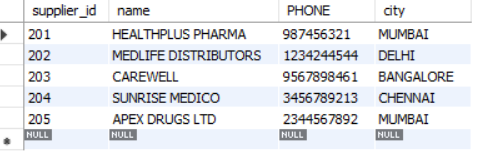 supplier_id name PHONE city
201 HEALTHPLUS PHARMA 987456321 MUMBAI
202 MEDLIFE DISTRIBUTORS 1234244544 DELHI
203 CAREWELL 9567898461 BANGALORE
204 SUNRISE MEDICO 3456789213 CHENNAI
205 APEX DRUGS LTD 2344567892 MUMBAI
NULL NULL NULL NULL